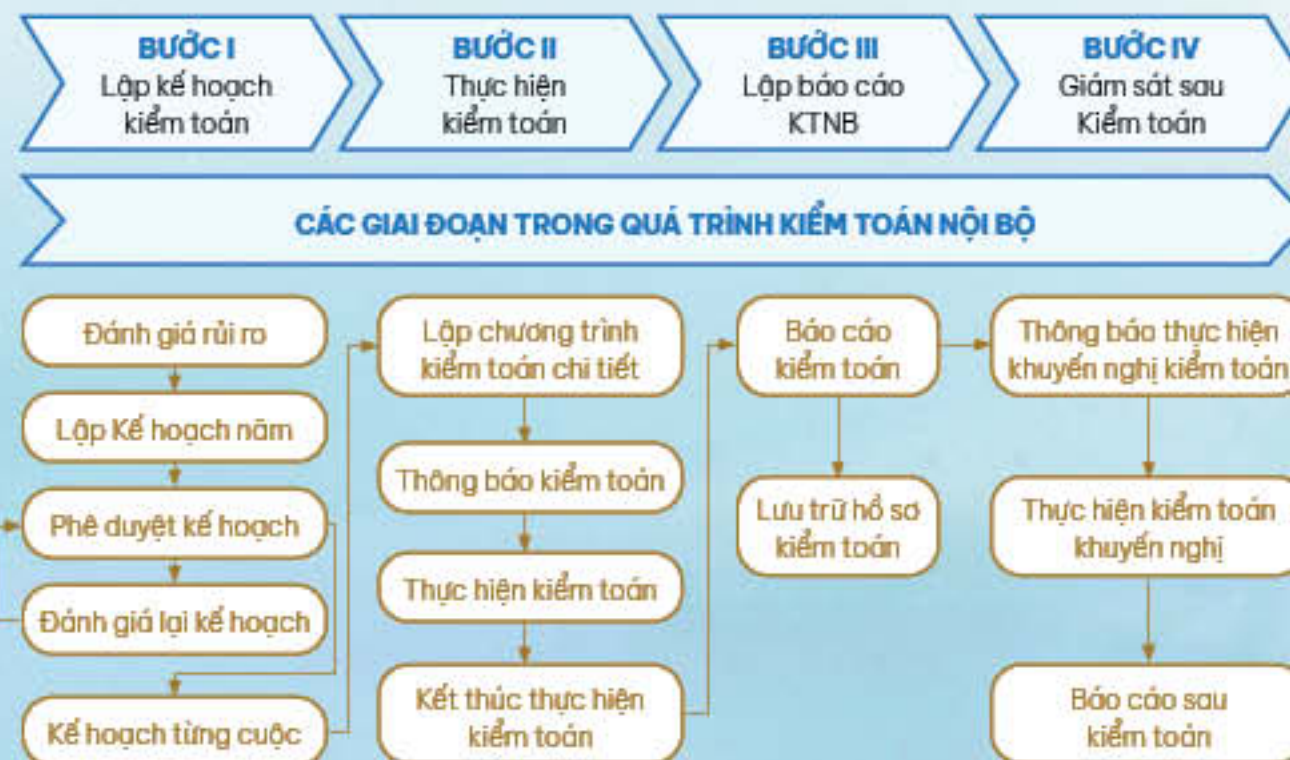 BƯỚC I
Lập kế hoạch
kiểm toán
BƯỚC II
Thực hiện
kiểm toán
BƯỚC III
Lập báo cáo
KTNB
BƯỚC IV
Giám sát sau
Kiểm toán
CÁC GIAI ĐOẠN TRONG QUÁ TRÌNH KIỂM TOÁN NỘI BỘ
Đánh giá rủi ro
Lập Kế hoạch năm
Phê duyệt kế hoạch
Đánh giá lại kế hoạch
Kế hoạch từng cuộc
Lập chương trình
kiểm toán chi tiết
Thông báo kiểm toán
Thực hiện kiểm toán
Kết thúc thực hiện
kiểm toán
Báo cáo
kiểm toán
Lưu trữ hồ sơ
kiểm toán
Thông báo thực hiện
khuyến nghị kiểm toán
Thực hiện kiểm toán
khuyến nghị
Báo cáo sau
kiểm toán